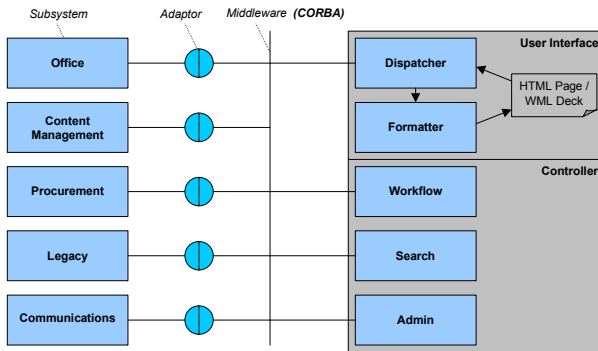 Subsystem
Adaptor
Middleware (CORBA)
User Interface
Office
Dispatcher
HTML Page /
WML Deck
Content
Management
Formatter
Controller
Procurement
Workflow
Legacy
Search
Communications
Admin